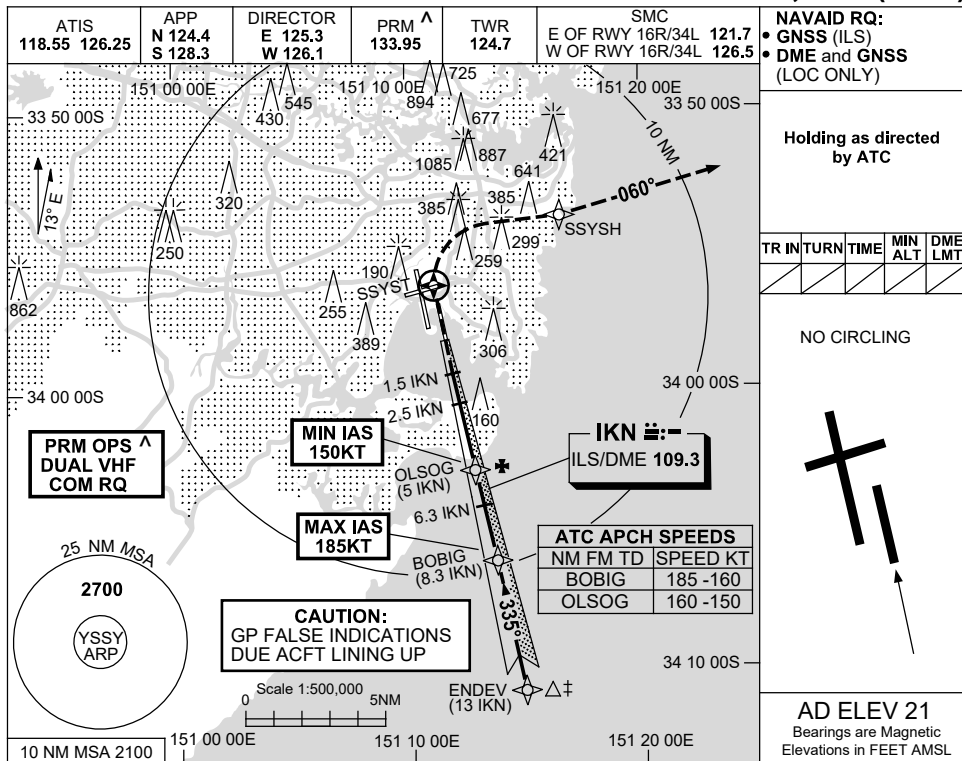 ATIS
118.55 126.25
APP
N 124.4
S 128.3
DIRECTOR
E 125.3
W 126.1
PRM ^
133.95
TWR
124.7
SMC
E OF RWY 16R/34L 121.7
W OF RWY 16R/34L 126.5
NAVAID RQ:
• GNSS (ILS)
• DME and GNSS
(LOC ONLY)
151 00 00E
151 10 00E
151 20 00E
33 50 00S
33 50 00S
545
430
725
894
677
1085
887
421
10 NM
641
13° E
320
385
385
060°
SSYSH
299
250
259
190
SSYST
862
255
389
306
1.5 IKN
34 00 00S
34 00 00S
2.5 IKN
160
PRM OPS ^
DUAL VHF
COM RQ
MIN IAS
150KT
IKN
ILS/DME 109.3
OLSOG
(5 IKN)
6.3 IKN
MAX IAS
185KT
BOBIG
(8.3 IKN)
ATC APCH SPEEDS
NM FM TD SPEED KT
BOBIG 185 -160
OLSOG 160 -150
25 NM MSA
2700
YSSY
ARP
CAUTION:
GP FALSE INDICATIONS
DUE ACFT LINING UP
335°
34 10 00S
ENDEV
(13 IKN)
‡
Scale 1:500,000
0 5NM
10 NM MSA 2100
151 00 00E
151 10 00E
151 20 00E
Holding as directed
by ATC
TR IN TURN TIME MIN ALT DME LMT
NO CIRCLING
AD ELEV 21
Bearings are Magnetic
Elevations in FEET AMSL